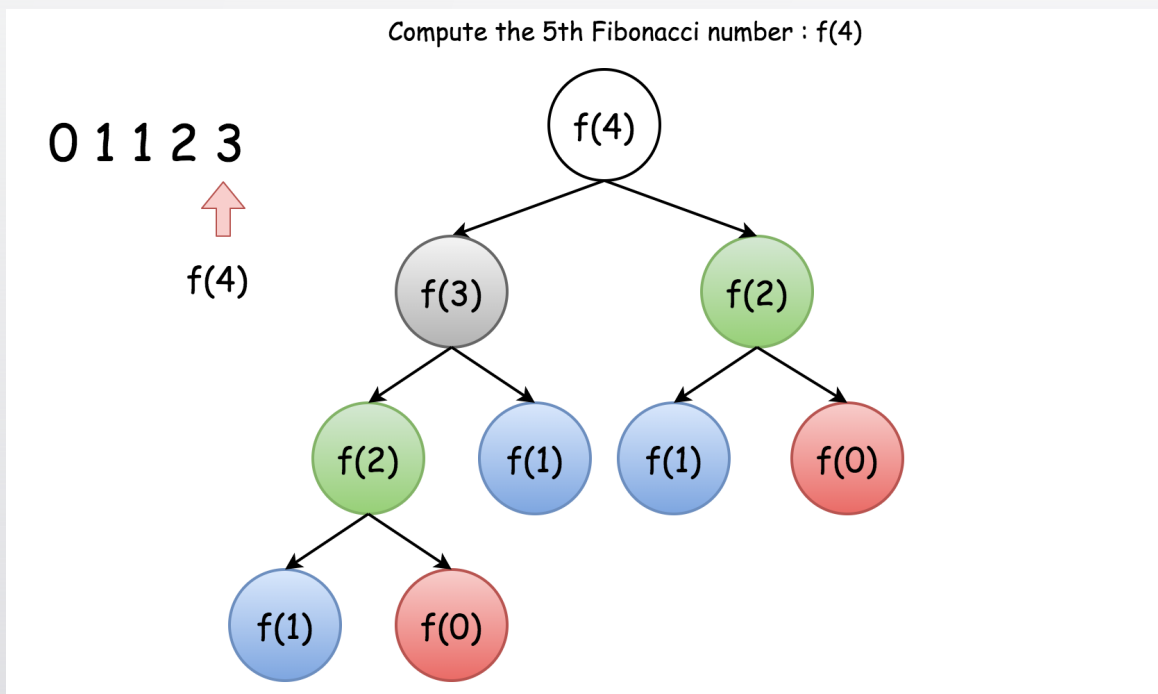 Compute the 5th Fibonacci number : f(4)
0 1 1 2 3
f(4)
f(4)
f(3)
f(2)
f(2)
f(1)
f(1)
f(0)
f(1)
f(0)